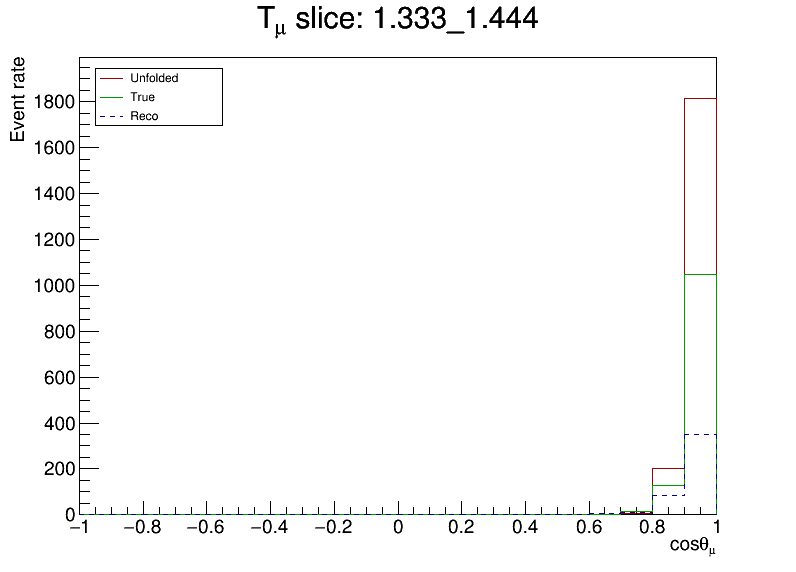 Tμ slice: 1.333_1.444
Event rate
Unfolded
True
Reco
1800
1600
1400
1200
1000
800
600
400
200
0
−1 −0.8 −0.6 −0.4 −0.2 0 0.2 0.4 0.6 0.8 1
cosθμ